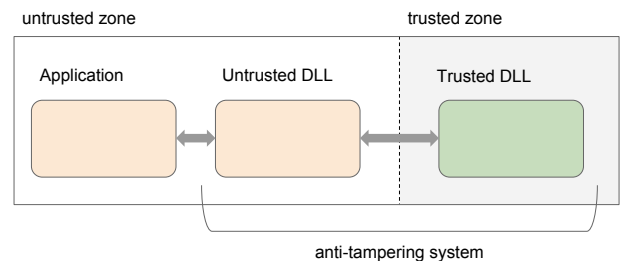 untrusted zone
trusted zone
Application
Untrusted DLL
Trusted DLL
anti-tampering system